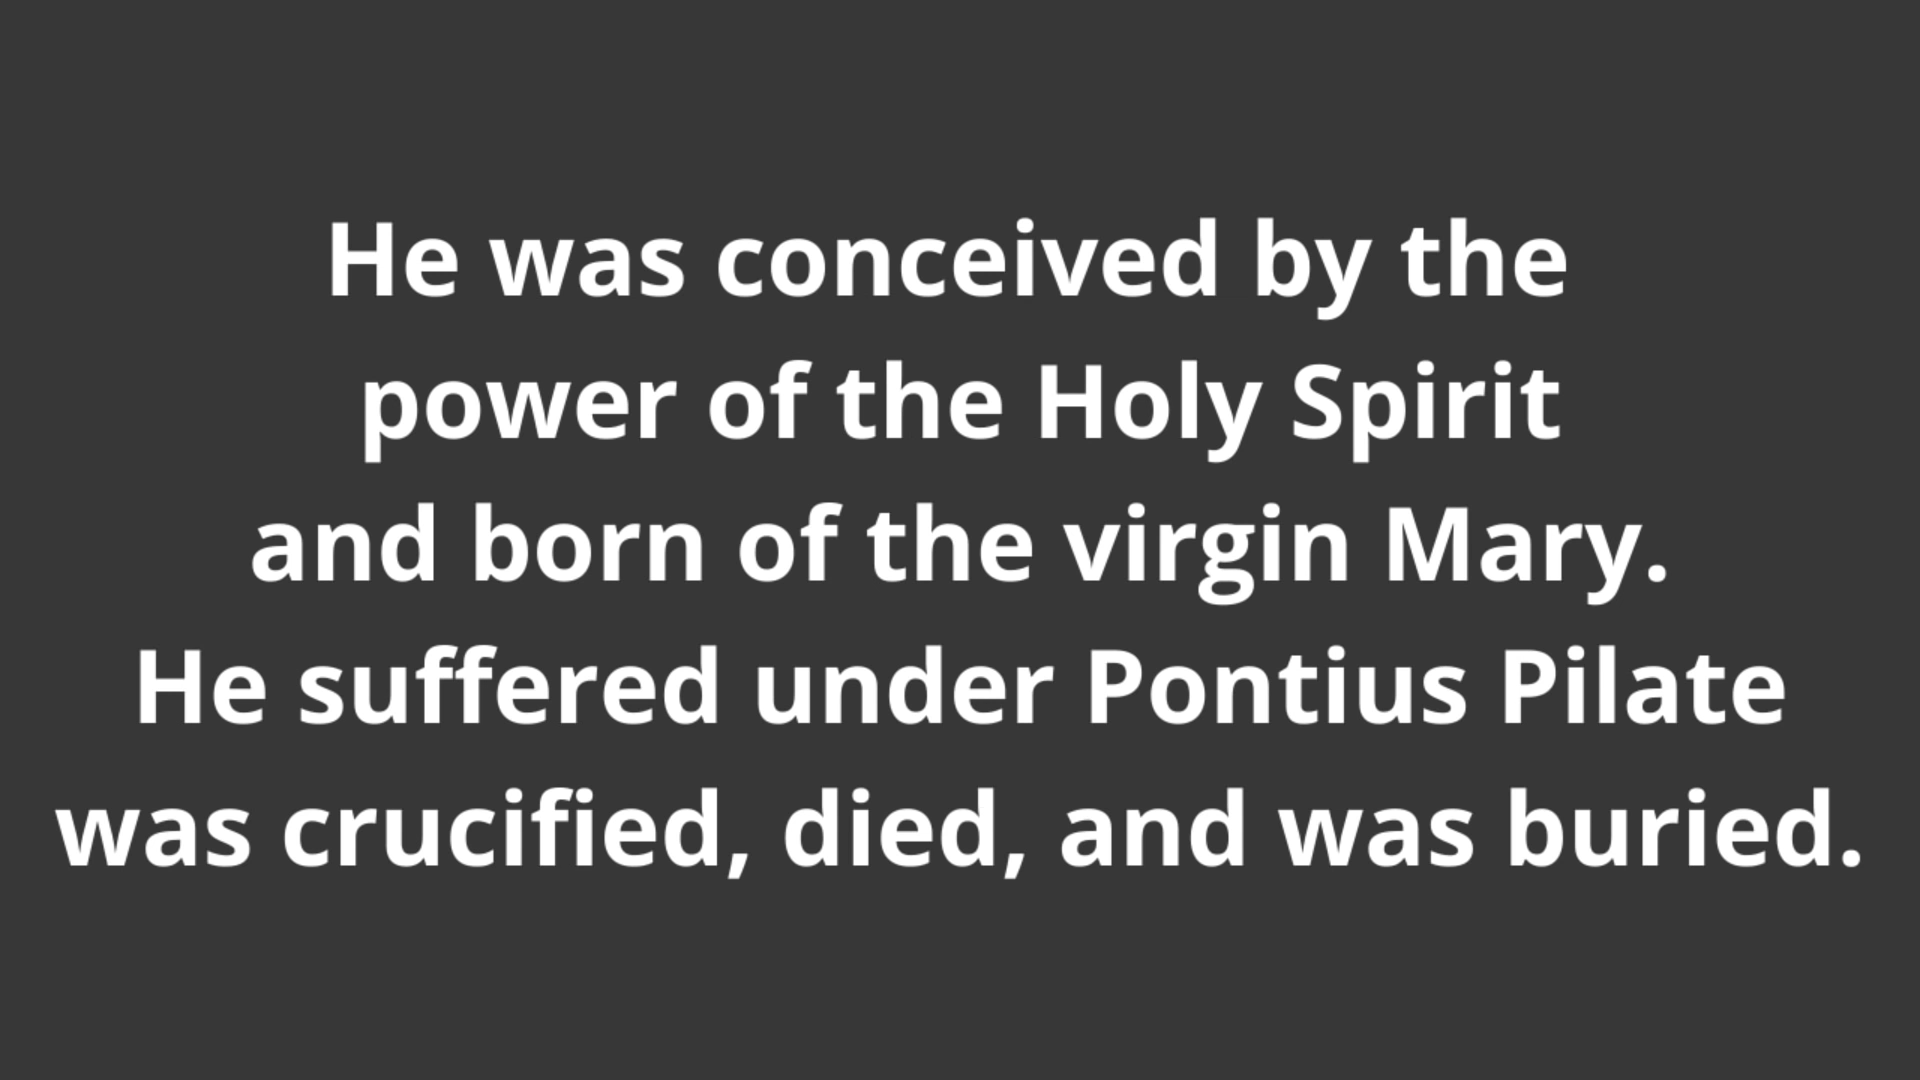 He was conceived by the
power of the Holy Spirit
and born of the virgin Mary.
He suffered under Pontius Pilate
was crucified, died, and was buried.